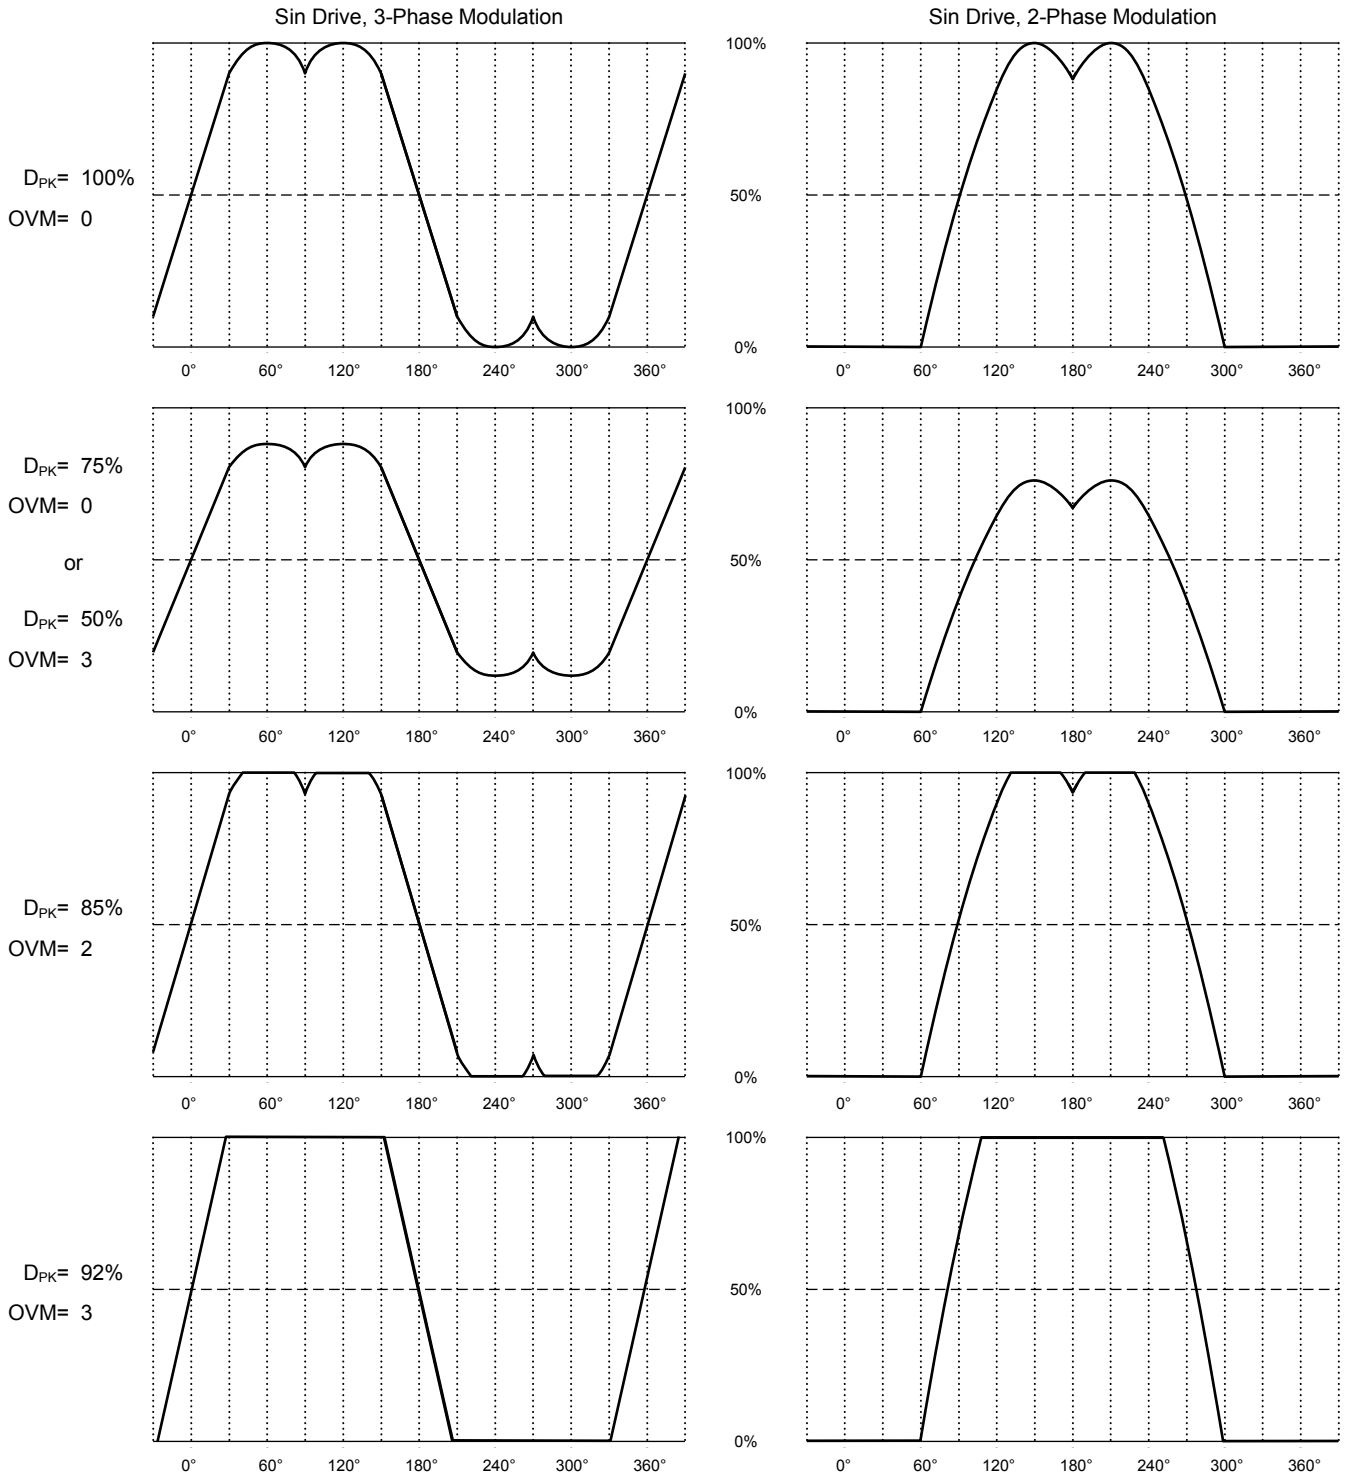 Sin Drive, 3-Phase Modulation
Sin Drive, 2-Phase Modulation
DPK= 100%
OVM= 0
100%
50%
0%
0° 60° 120° 180° 240° 300° 360°
0° 60° 120° 180° 240° 300° 360°
DPK= 75%
OVM= 0
or
DPK= 50%
OVM= 3
100%
50%
0%
0° 60° 120° 180° 240° 300° 360°
0° 60° 120° 180° 240° 300° 360°
DPK= 85%
OVM= 2
100%
50%
0%
0° 60° 120° 180° 240° 300° 360°
0° 60° 120° 180° 240° 300° 360°
DPK= 92%
OVM= 3
100%
50%
0%
0° 60° 120° 180° 240° 300° 360°
0° 60° 120° 180° 240° 300° 360°